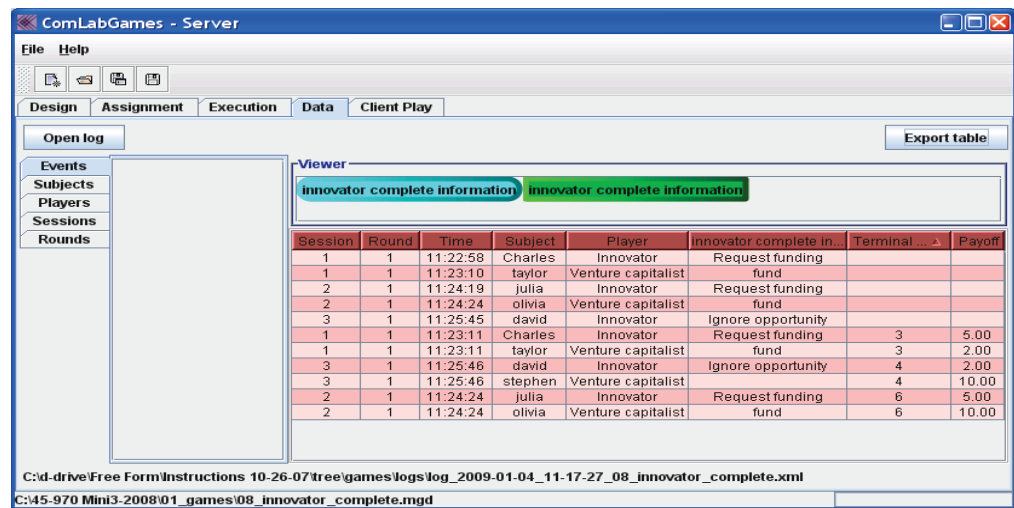 ComLabGames - Server
File Help
Design Assignment Execution Data Client Play
Open log Export table
Events
Subjects
Players
Sessions
Rounds
Viewer
innovator complete information innovator complete information
Session Round Time Subject Player innovator complete in... Terminal ... Payoff
1 1 11:22:58 Charles Innovator Request funding
1 1 11:23:10 taylor Venture capitalist fund
2 1 11:24:19 julia Innovator Request funding
2 1 11:24:24 olivia Venture capitalist fund
3 1 11:25:45 david Innovator Ignore opportunity
1 1 11:23:11 Charles Innovator Request funding 3 5.00
1 1 11:23:11 taylor Venture capitalist fund 3 2.00
3 1 11:25:46 david Innovator Ignore opportunity 4 2.00
3 1 11:25:46 stephen Venture capitalist 4 10.00
2 1 11:24:24 julia Innovator Request funding 6 5.00
2 1 11:24:24 olivia Venture capitalist fund 6 10.00
C:\d-drive\Free Form\Instructions 10-26-07\tree\games\logs\log_2009-01-04_11-17-27_08_innovator_complete.xml
C:\45-970 Mini3-2008\01_games\08_innovator_complete.mgd